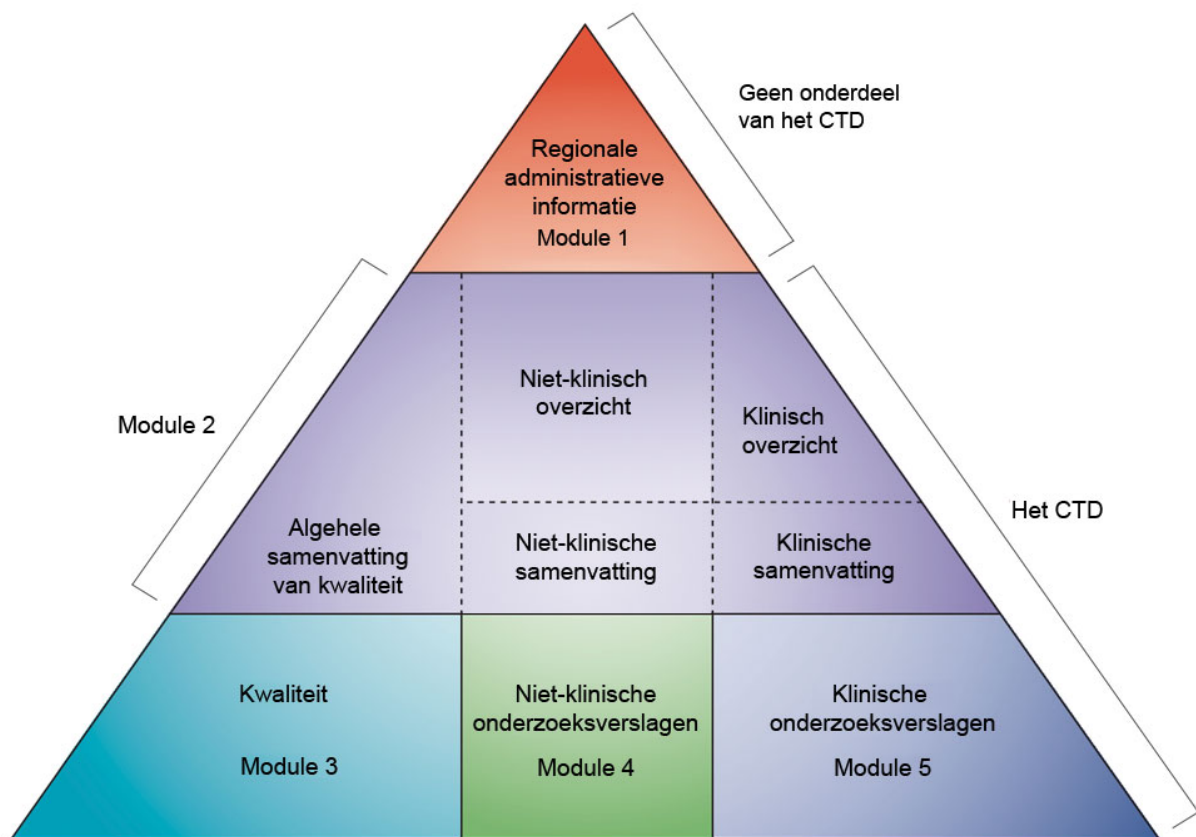 Geen onderdeel
van het CTD
Regionale
administratieve
informatie
Module 1
Module 2
Niet-klinisch
overzicht
Klinisch
overzicht
Het CTD
Algehele
samenvatting
van kwaliteit
Niet-klinische
samenvatting
Klinische
samenvatting
Kwaliteit
Module 3
Niet-klinische
onderzoeksverslagen
Module 4
Klinische
onderzoeksverslagen
Module 5